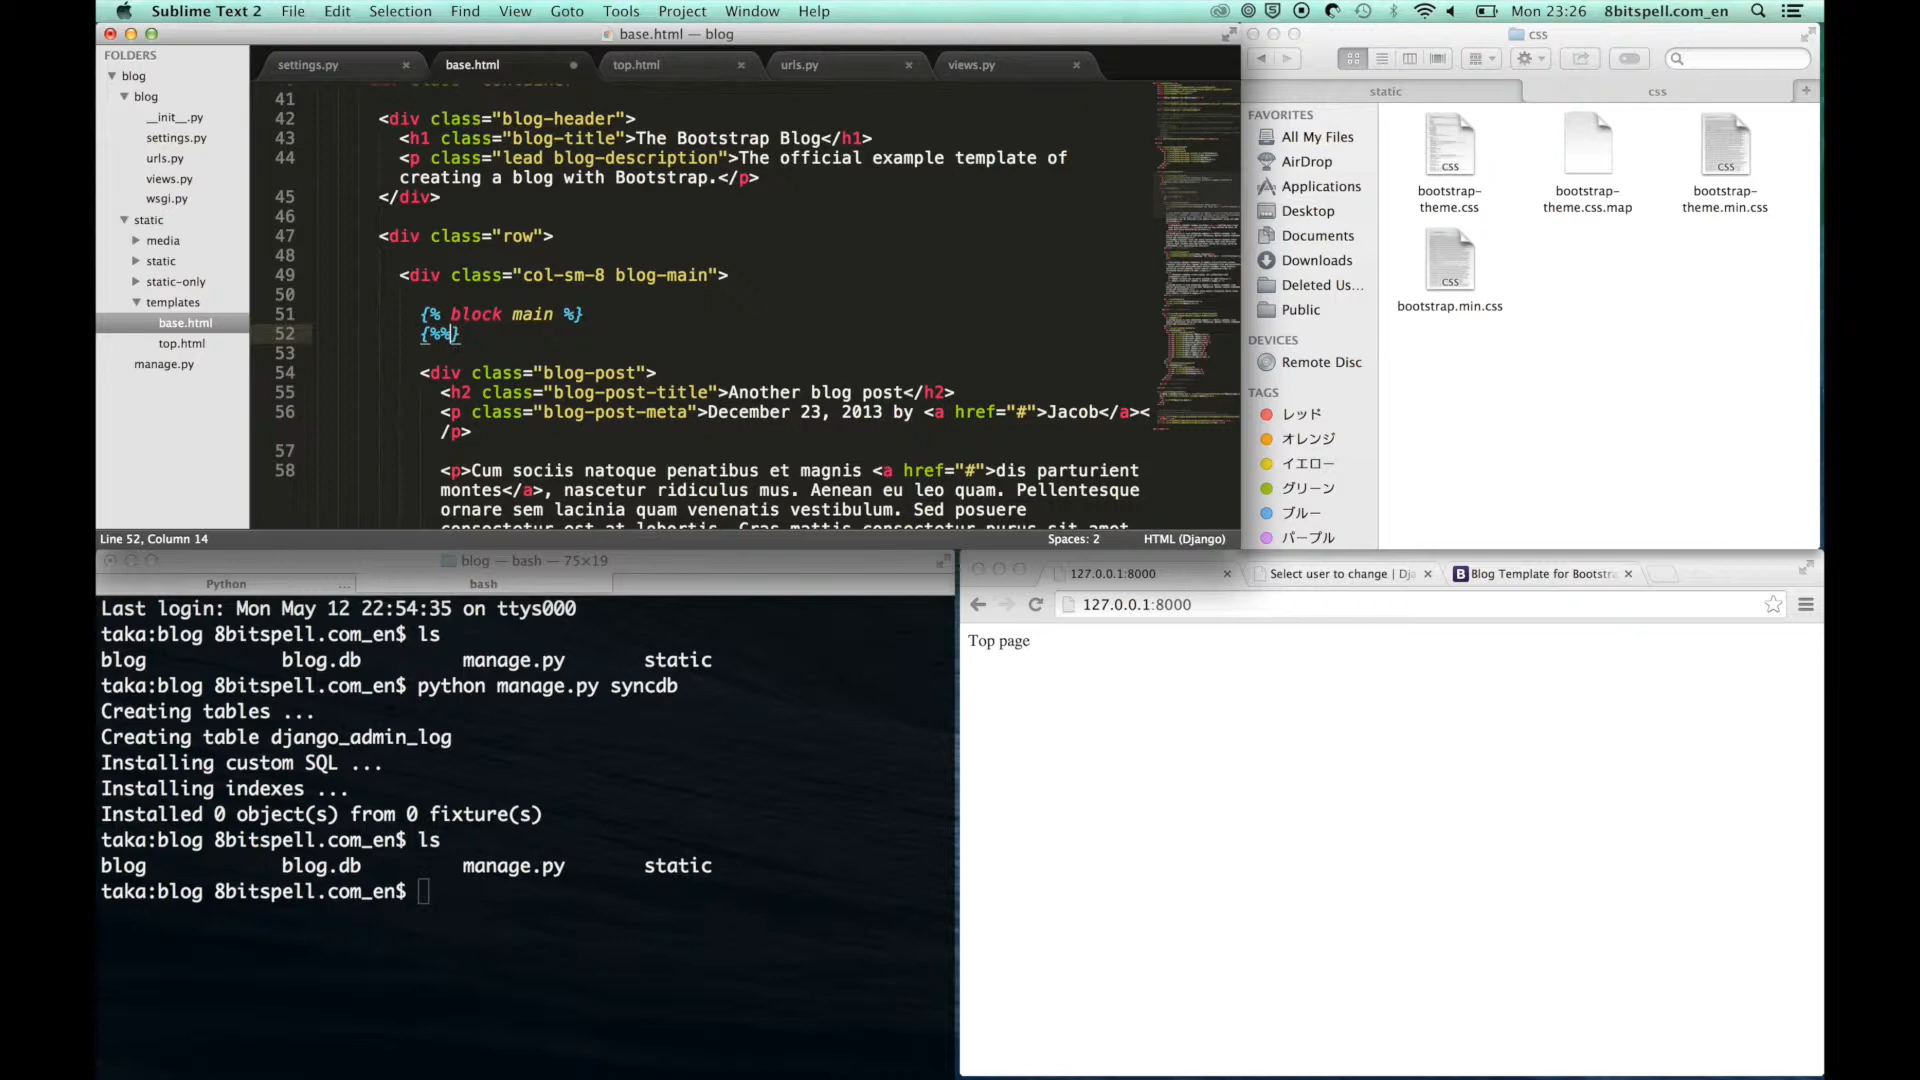 Sublime Text 2 File Edit Selection Find View Goto Tools Project Window Help
Mon 23:26 8bitspell.com_en
base.html — blog
FOLDERS
blog
blog
__init__.py
settings.py
urls.py
views.py
wsgi.py
static
media
static
static-only
templates
base.html
top.html
manage.py
settings.py base.html top.html urls.py views.py
41
42 <div class="blog-header">
43 <h1 class="blog-title">The Bootstrap Blog</h1>
44 <p class="lead blog-description">The official example template of
creating a blog with Bootstrap.</p>
45 </div>
46
47 <div class="row">
48
49 <div class="col-sm-8 blog-main">
50
51 {% block main %}
52 {%%}
53
54 <div class="blog-post">
55 <h2 class="blog-post-title">Another blog post</h2>
56 <p class="blog-post-meta">December 23, 2013 by <a href="#">Jacob</a><
/p>
57
58 <p>Cum sociis natoque penatibus et magnis <a href="#">dis parturient
montes</a>, nascetur ridiculus mus. Aenean eu leo quam. Pellentesque
ornare sem lacinia quam venenatis vestibulum. Sed posuere
consectetur est at lobortis. Cras mattis consectetur purus sit amet
Line 52, Column 14
Spaces: 2 HTML (Django)
css
static css
FAVORITES
All My Files
AirDrop
Applications
Desktop
Documents
Downloads
Deleted Us...
Public
DEVICES
Remote Disc
TAGS
レッド
オレンジ
イエロー
グリーン
ブルー
パープル
CSS
bootstrap-
theme.css
bootstrap-
theme.css.map
CSS
bootstrap-
theme.min.css
CSS
bootstrap.min.css
blog — bash — 75×19
Python ... bash
Last login: Mon May 12 22:54:35 on ttys000
taka:blog 8bitspell.com_en$ ls
blog blog.db manage.py static
taka:blog 8bitspell.com_en$ python manage.py syncdb
Creating tables ...
Creating table django_admin_log
Installing custom SQL ...
Installing indexes ...
Installed 0 object(s) from 0 fixture(s)
taka:blog 8bitspell.com_en$ ls
blog blog.db manage.py static
taka:blog 8bitspell.com_en$
127.0.0.1:8000 Select user to change | Dja B Blog Template for Bootstra
127.0.0.1:8000
Top page